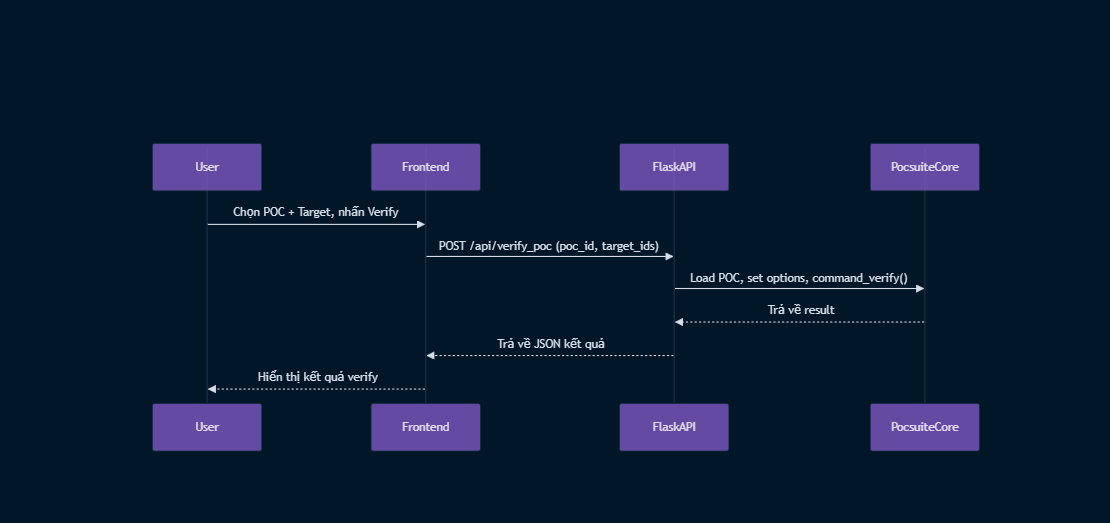 User
Frontend
FlaskAPI
PocsuiteCore
Chọn POC + Target, nhấn Verify
POST /api/verify_poc (poc_id, target_ids)
Load POC, set options, command_verify()
Trả về result
Trả về JSON kết quả
Hiển thị kết quả verify
User
Frontend
FlaskAPI
PocsuiteCore